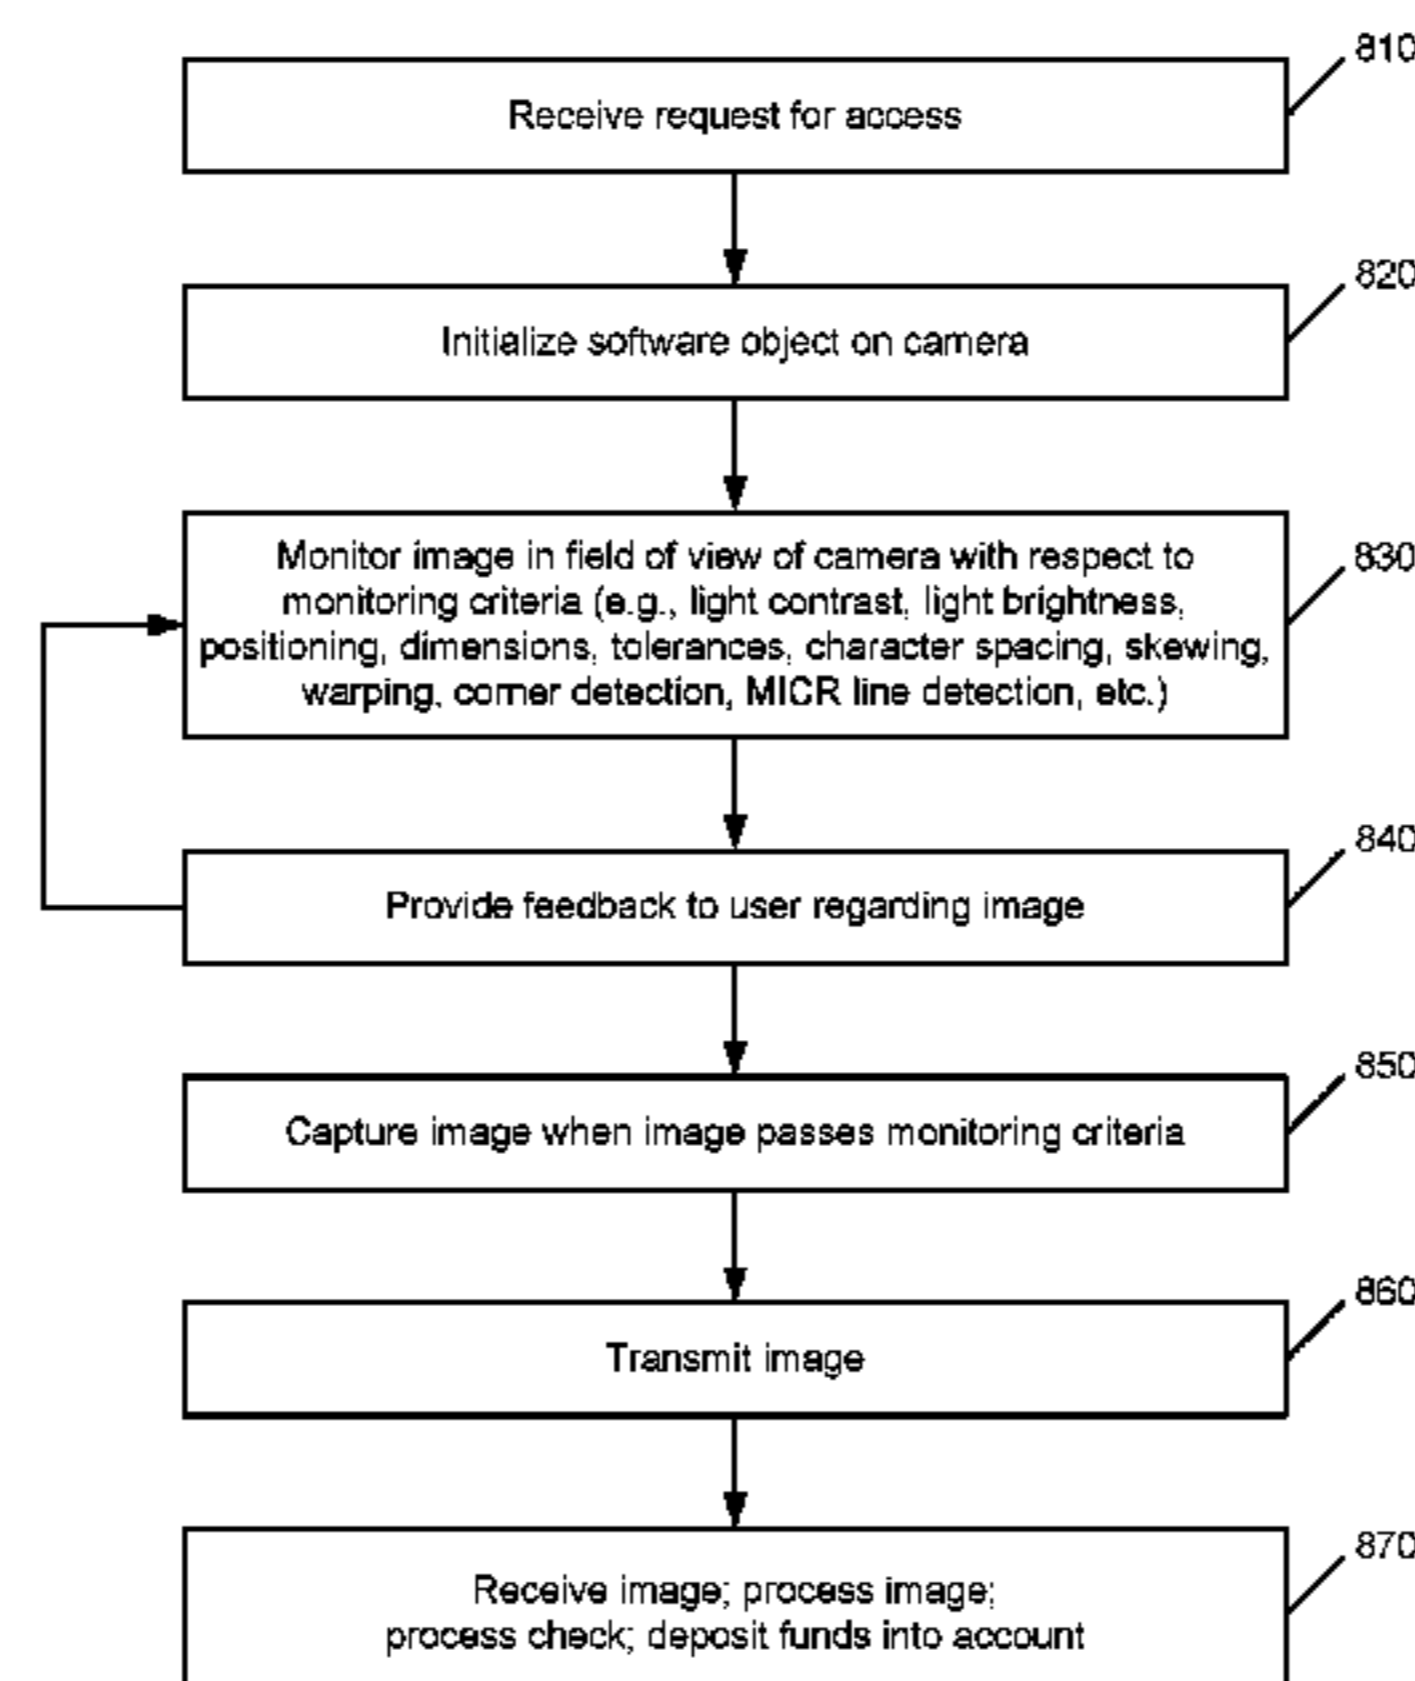 810
Receive request for access
820
Initialize software object on camera
830
Monitor image in field of view of camera with respect to
monitoring criteria (e.g., light contrast, light brightness,
positioning, dimensions, tolerances, character spacing, skewing,
warping, corner detection, MICR line detection, etc.)
840
Provide feedback to user regarding image
850
Capture image when image passes monitoring criteria
860
Transmit image
870
Receive image; process image;
process check; deposit funds into account